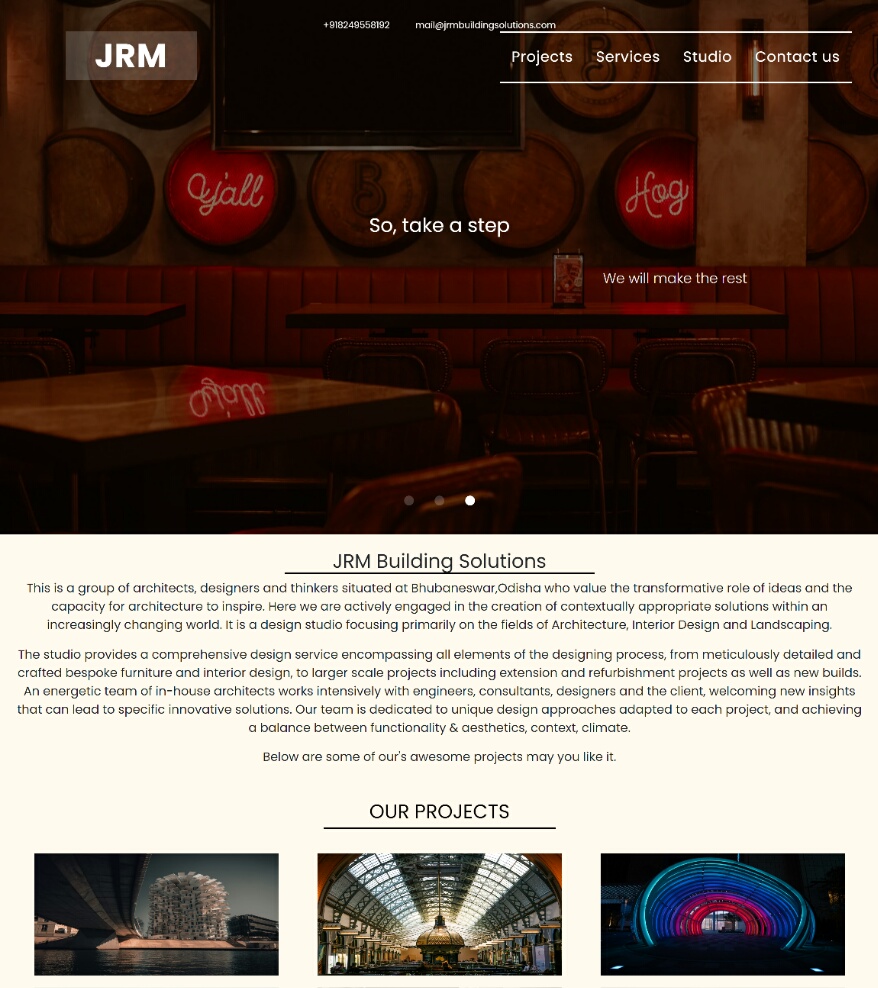 +918249558192 mail@jrmbuildingsolutions.com
JRM
Projects Services Studio Contact us
Y'all
B
Hog
So, take a step
We will make the rest
JRM Building Solutions
This is a group of architects, designers and thinkers situated at Bhubaneswar,Odisha who value the transformative role of ideas and the
capacity for architecture to inspire. Here we are actively engaged in the creation of contextually appropriate solutions within an
increasingly changing world. It is a design studio focusing primarily on the fields of Architecture, Interior Design and Landscaping.
The studio provides a comprehensive design service encompassing all elements of the designing process, from meticulously detailed and
crafted bespoke furniture and interior design, to larger scale projects including extension and refurbishment projects as well as new builds.
An energetic team of in-house architects works intensively with engineers, consultants, designers and the client, welcoming new insights
that can lead to specific innovative solutions. Our team is dedicated to unique design approaches adapted to each project, and achieving
a balance between functionality & aesthetics, context, climate.
Below are some of our's awesome projects may you like it.
OUR PROJECTS